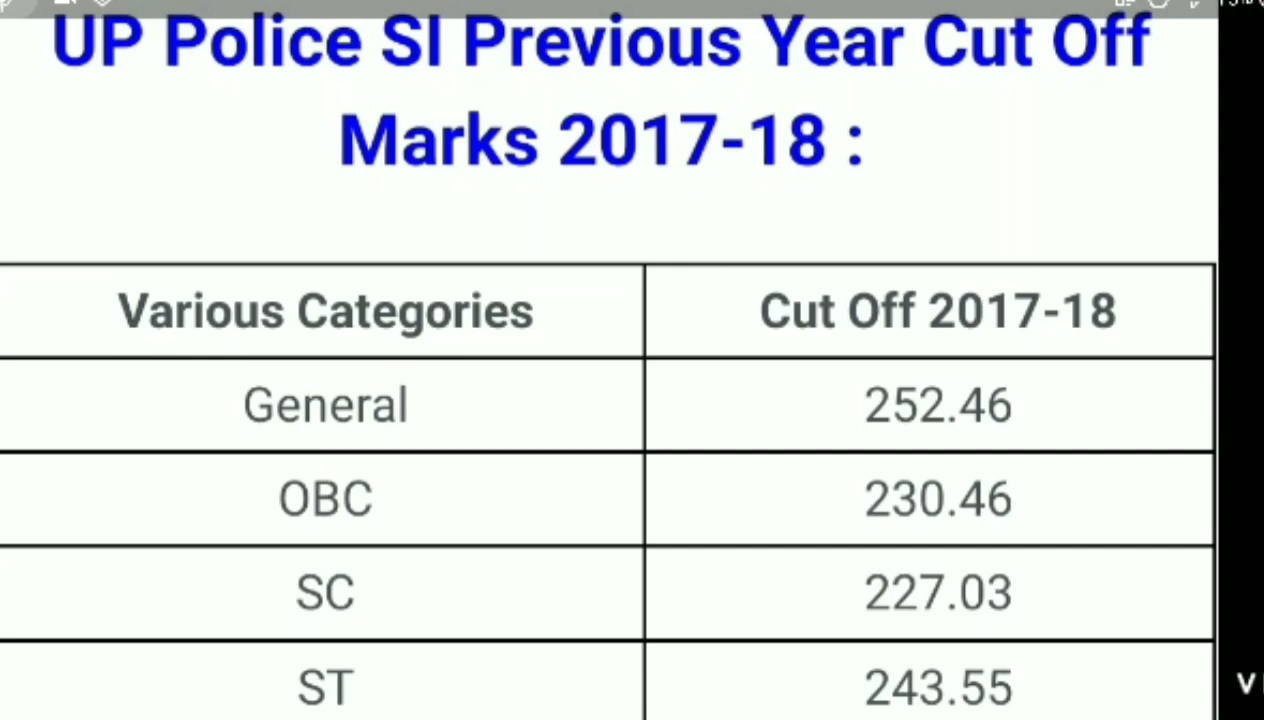 UP Police SI Previous Year Cut Off
Marks 2017-18 :
Various Categories Cut Off 2017-18
General 252.46
OBC 230.46
SC 227.03
ST 243.55